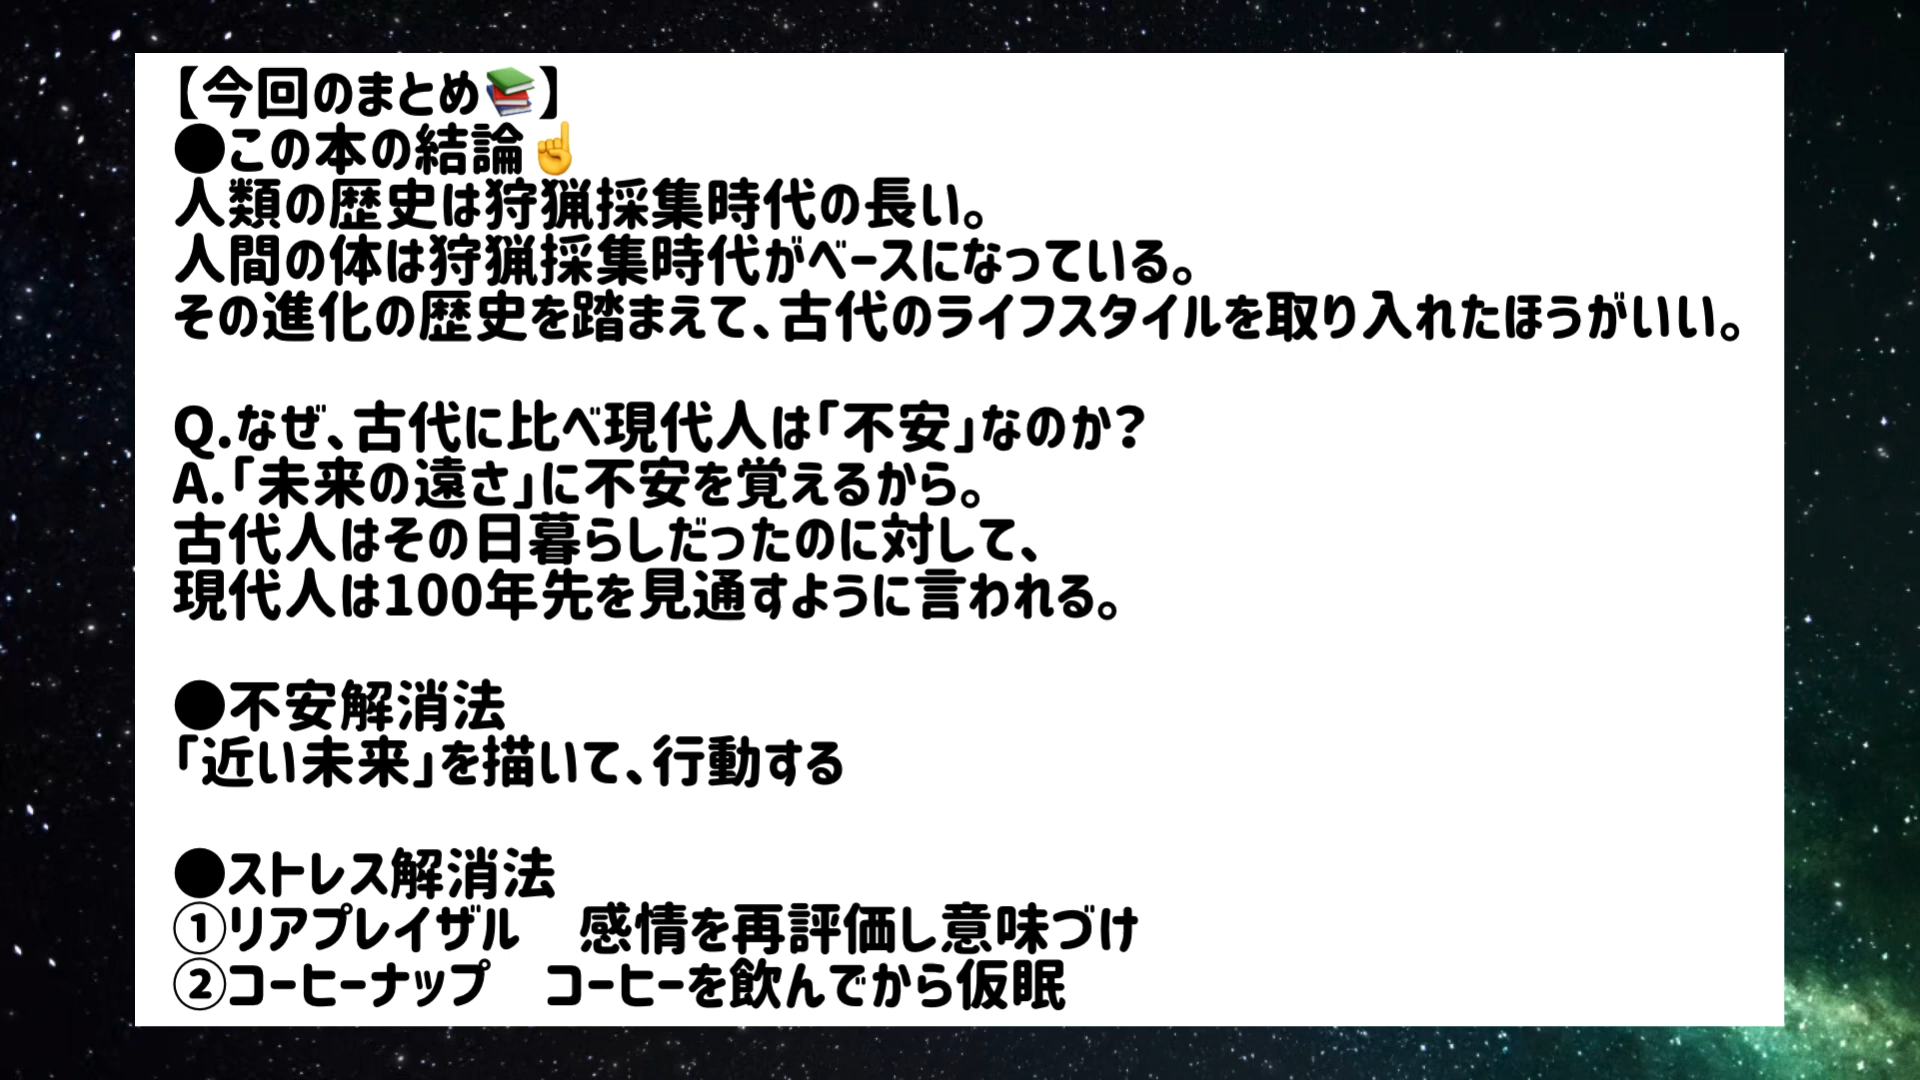 【今回のまとめ📚】
●この本の結論☝
人類の歴史は狩猟採集時代の長い。
人間の体は狩猟採集時代がベースになっている。
その進化の歴史を踏まえて、古代のライフスタイルを取り入れたほうがいい。
Q.なぜ、古代に比べ現代人は「不安」なのか?
A.「未来の遠さ」に不安を覚えるから。
古代人はその日暮らしだったのに対して、
現代人は100年先を見通すように言われる。
●不安解消法
「近い未来」を描いて、行動する
●ストレス解消法
①リアプレイザル　感情を再評価し意味づけ
②コーヒーナップ　コーヒーを飲んでから仮眠